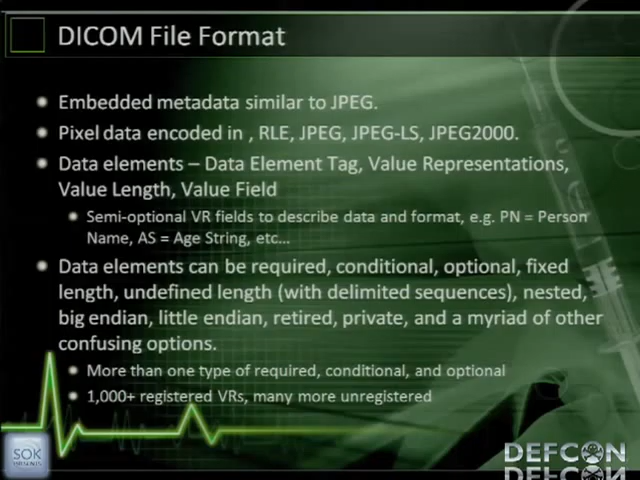 DICOM File Format
Embedded metadata similar to JPEG.
Pixel data encoded in , RLE, JPEG, JPEG-LS, JPEG2000.
Data elements – Data Element Tag, Value Representations,
Value Length, Value Field
Semi-optional VR fields to describe data and format, e.g. PN = Person
Name, AS = Age String, etc...
Data elements can be required, conditional, optional, fixed
length, undefined length (with delimited sequences), nested,
big endian, little endian, retired, private, and a myriad of other
confusing options.
More than one type of required, conditional, and optional
1,000+ registered VRs, many more unregistered
SOK
DEFCON